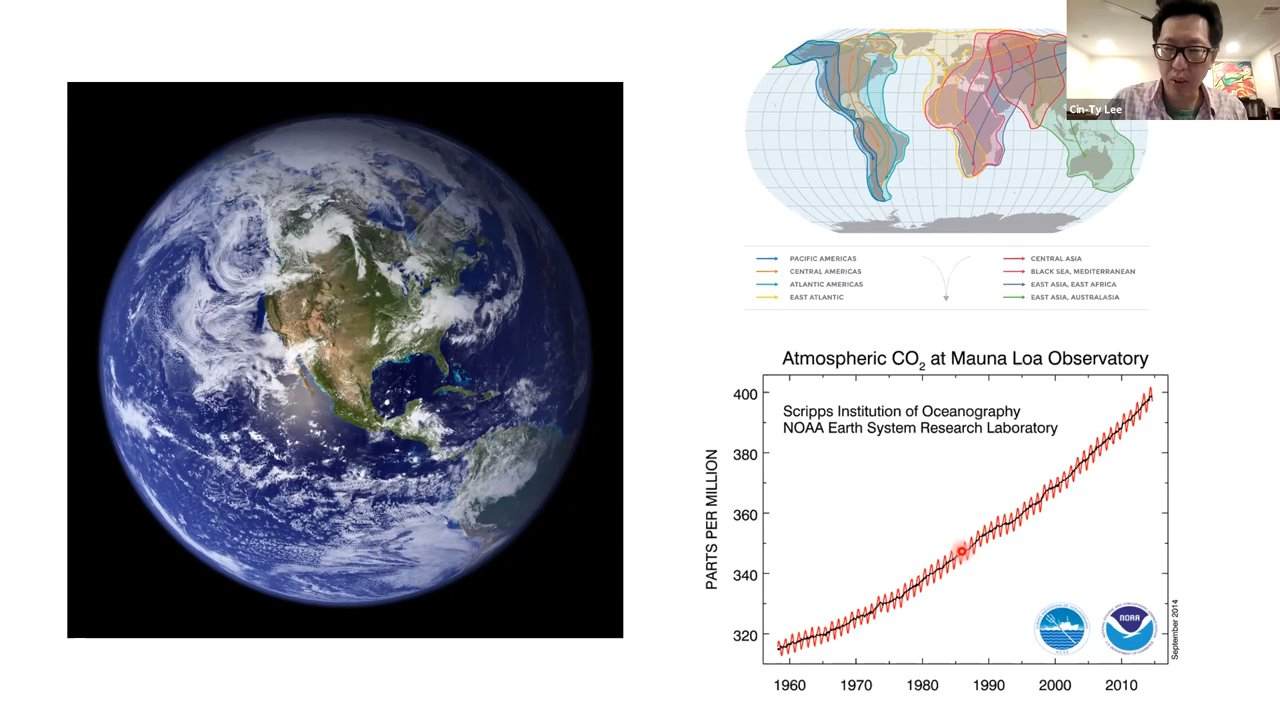 Cin-Ty Lee
PACIFIC AMERICAS
CENTRAL AMERICAS
ATLANTIC AMERICAS
EAST ATLANTIC
CENTRAL ASIA
BLACK SEA, MEDITERRANEAN
EAST ASIA, EAST AFRICA
EAST ASIA, AUSTRALASIA
Atmospheric CO2 at Mauna Loa Observatory
Scripps Institution of Oceanography
NOAA Earth System Research Laboratory
PARTS PER MILLION
400
380
360
340
320
1960 1970 1980 1990 2000 2010
NOAA
September 2014